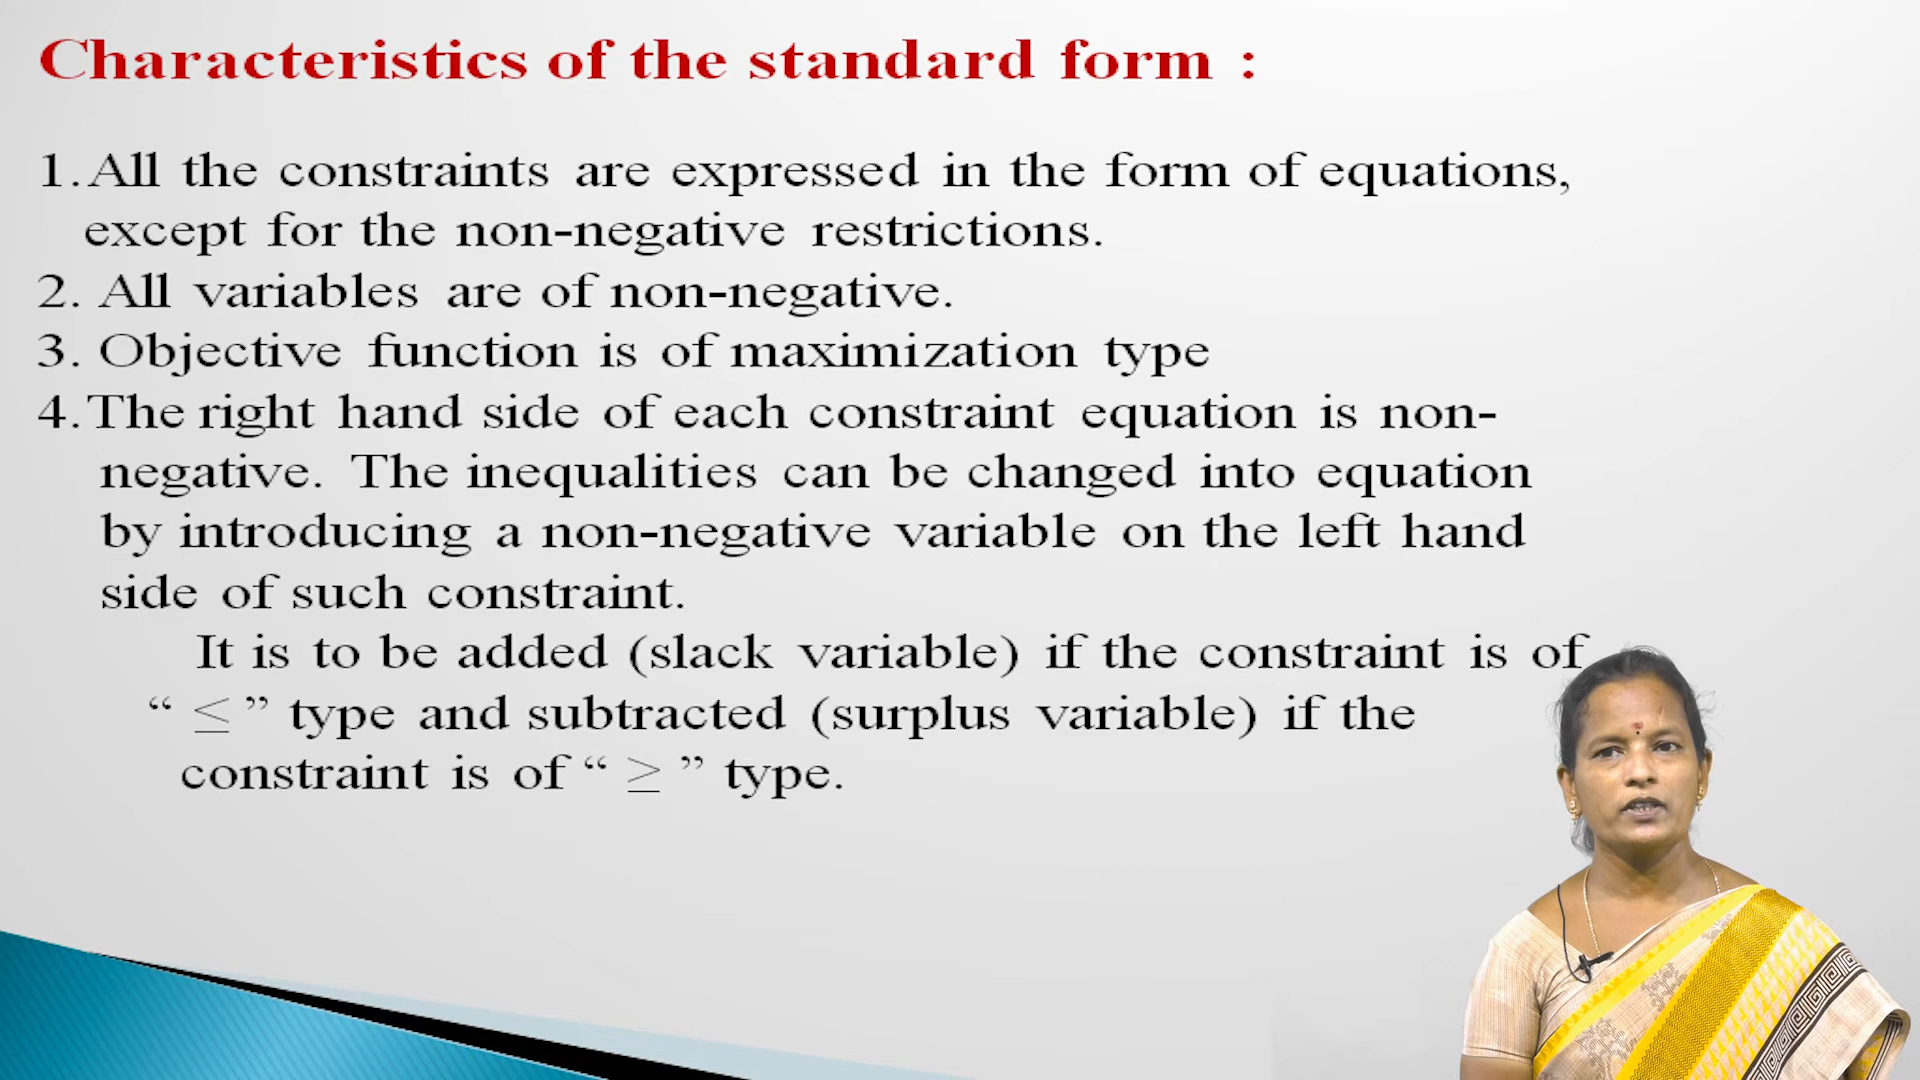 Characteristics of the standard form :
1. All the constraints are expressed in the form of equations,
except for the non-negative restrictions.
2. All variables are of non-negative.
3. Objective function is of maximization type
4. The right hand side of each constraint equation is non-
negative. The inequalities can be changed into equation
by introducing a non-negative variable on the left hand
side of such constraint.
It is to be added (slack variable) if the constraint is of
“ ≤ ” type and subtracted (surplus variable) if the
constraint is of “ ≥ ” type.